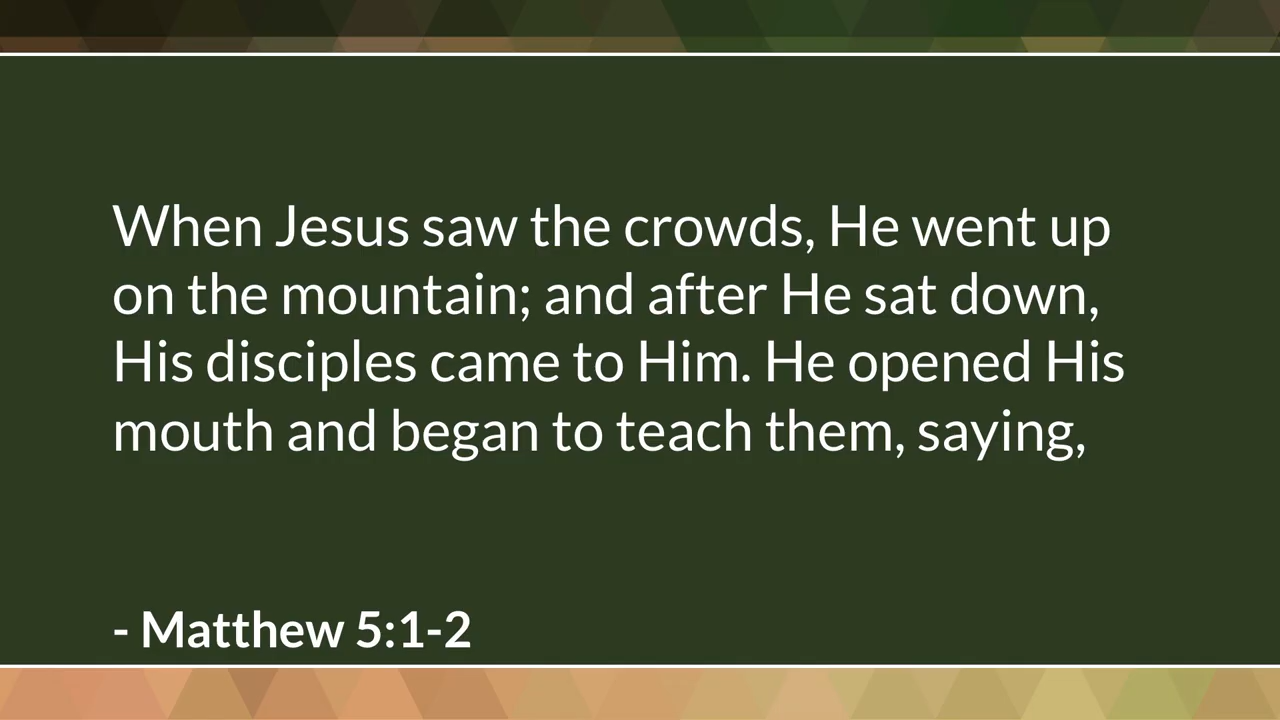 When Jesus saw the crowds, He went up
on the mountain; and after He sat down,
His disciples came to Him. He opened His
mouth and began to teach them, saying,
- Matthew 5:1-2